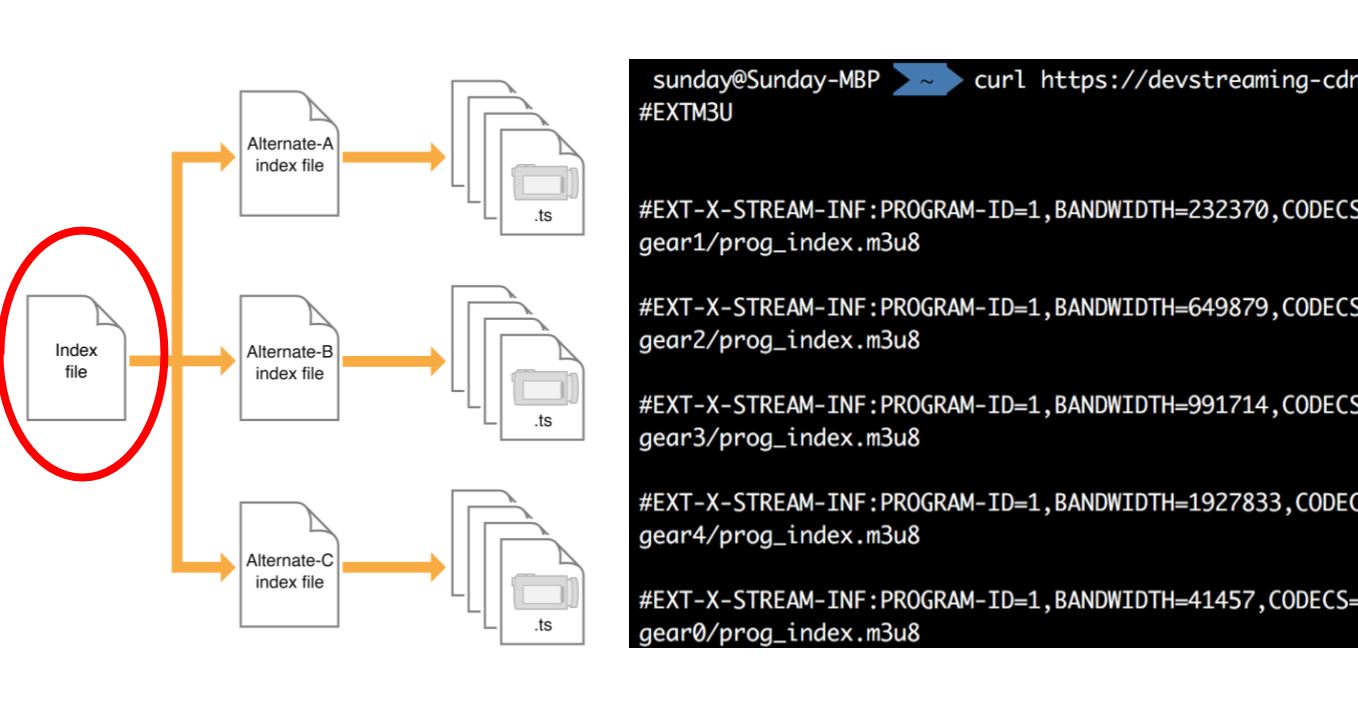 Index
file
Alternate-A
index file
.ts
Alternate-B
index file
.ts
Alternate-C
index file
.ts
sunday@Sunday-MBP ~ curl https://devstreaming-cdn
#EXTM3U
#EXT-X-STREAM-INF:PROGRAM-ID=1,BANDWIDTH=232370,CODECS
gear1/prog_index.m3u8
#EXT-X-STREAM-INF:PROGRAM-ID=1,BANDWIDTH=649879,CODECS
gear2/prog_index.m3u8
#EXT-X-STREAM-INF:PROGRAM-ID=1,BANDWIDTH=991714,CODECS
gear3/prog_index.m3u8
#EXT-X-STREAM-INF:PROGRAM-ID=1,BANDWIDTH=1927833,CODEC
gear4/prog_index.m3u8
#EXT-X-STREAM-INF:PROGRAM-ID=1,BANDWIDTH=41457,CODECS=
gear0/prog_index.m3u8